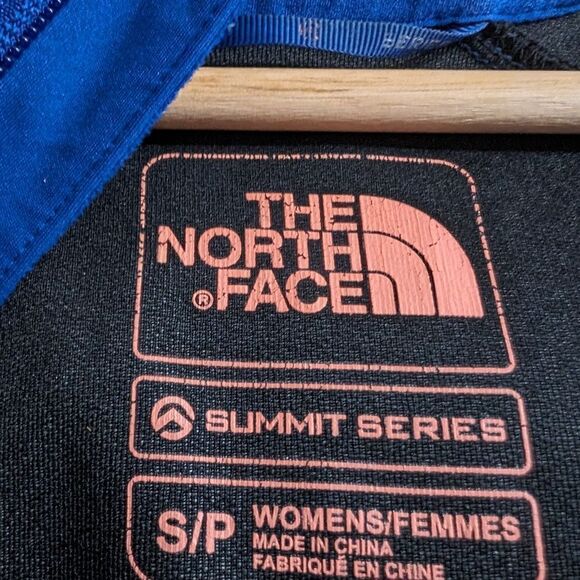 THE
NORTH
® FACE
SUMMIT SERIES
S/P
WOMENS/FEMMES
MADE IN CHINA
FABRIQUÉ EN CHINE